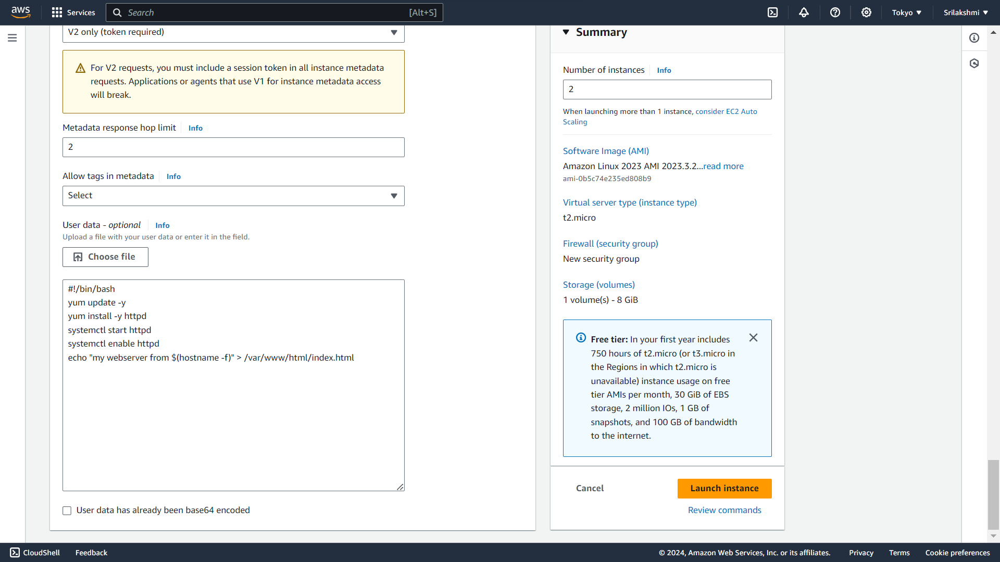 aws
Services
Search
[Alt+S]
Tokyo ▼
Srilakshmi ▼
V2 only (token required)
For V2 requests, you must include a session token in all instance metadata
requests. Applications or agents that use V1 for instance metadata access
will break.
Metadata response hop limit
Info
2
Allow tags in metadata
Info
Select
User data - optional
Info
Upload a file with your user data or enter it in the field.
Choose file
#!/bin/bash
yum update -y
yum install -y httpd
systemctl start httpd
systemctl enable httpd
echo "my webserver from $(hostname -f)" > /var/www/html/index.html
User data has already been base64 encoded
Summary
Number of instances
Info
2
When launching more than 1 instance, consider EC2 Auto
Scaling
Software Image (AMI)
Amazon Linux 2023 AMI 2023.3.2...read more
ami-0b5c74e235ed808b9
Virtual server type (instance type)
t2.micro
Firewall (security group)
New security group
Storage (volumes)
1 volume(s) - 8 GiB
Free tier: In your first year includes
750 hours of t2.micro (or t3.micro in
the Regions in which t2.micro is
unavailable) instance usage on free
tier AMIs per month, 30 GiB of EBS
storage, 2 million IOs, 1 GB of
snapshots, and 100 GB of bandwidth
to the internet.
Cancel
Launch instance
Review commands
CloudShell
Feedback
© 2024, Amazon Web Services, Inc. or its affiliates.
Privacy
Terms
Cookie preferences